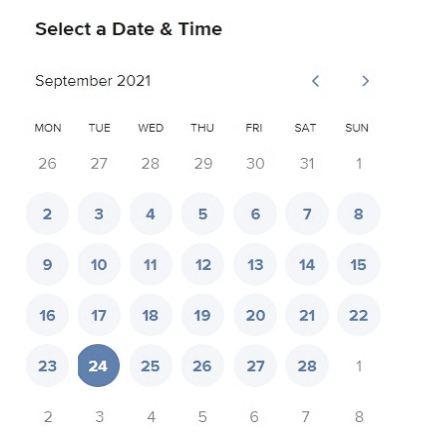 Select a Date & Time
September 2021
MON TUE WED THU FRI SAT SUN
26 27 28 29 30 31 1
2 3 4 5 6 7 8
9 10 11 12 13 14 15
16 17 18 19 20 21 22
23 24 25 26 27 28 1
2 3 4 5 6 7 8